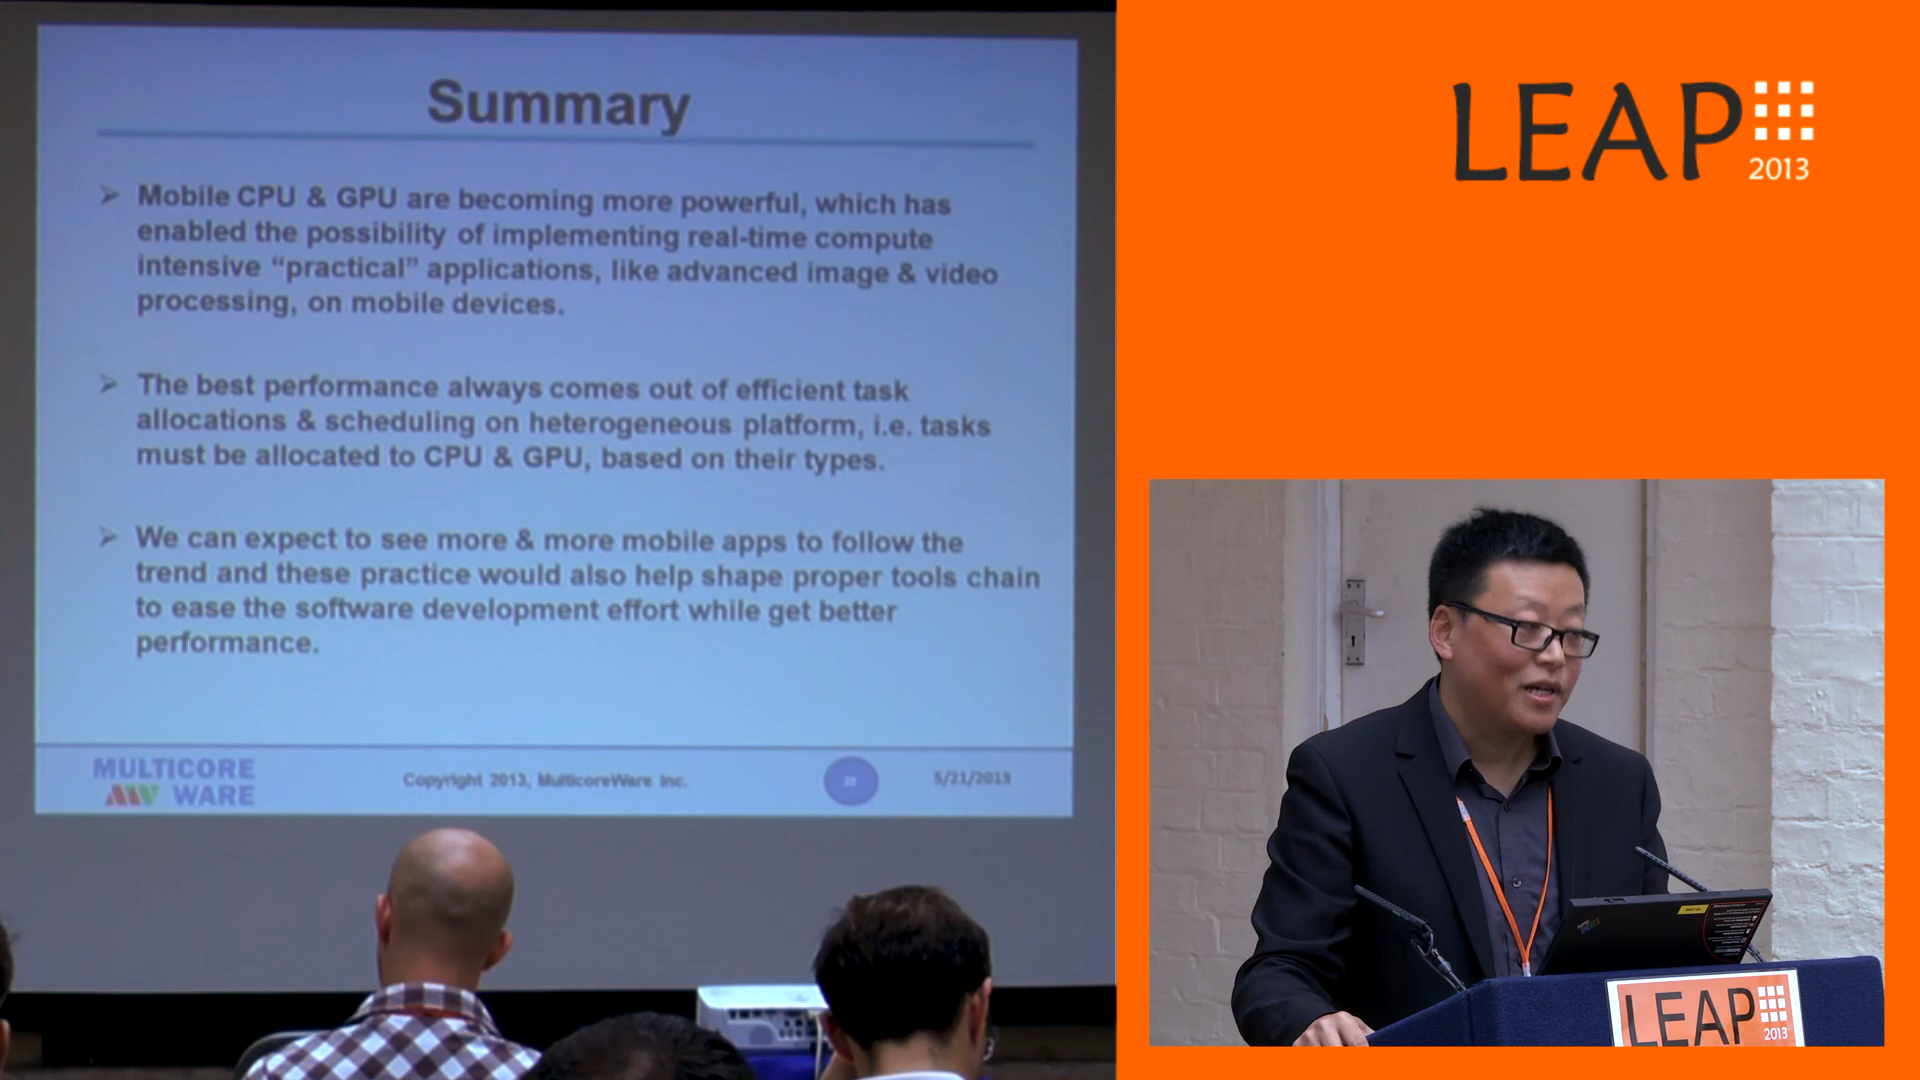 Summary
➢ Mobile CPU & GPU are becoming more powerful, which has
enabled the possibility of implementing real-time compute
intensive “practical” applications, like advanced image & video
processing, on mobile devices.
➢ The best performance always comes out of efficient task
allocations & scheduling on heterogeneous platform, i.e. tasks
must be allocated to CPU & GPU, based on their types.
➢ We can expect to see more & more mobile apps to follow the
trend and these practice would also help shape proper tools chain
to ease the software development effort while get better
performance.
MULTICORE
WARE
Copyright 2013, MulticoreWare Inc.
5/21/2013
LEAP
2013
LEAP
2013